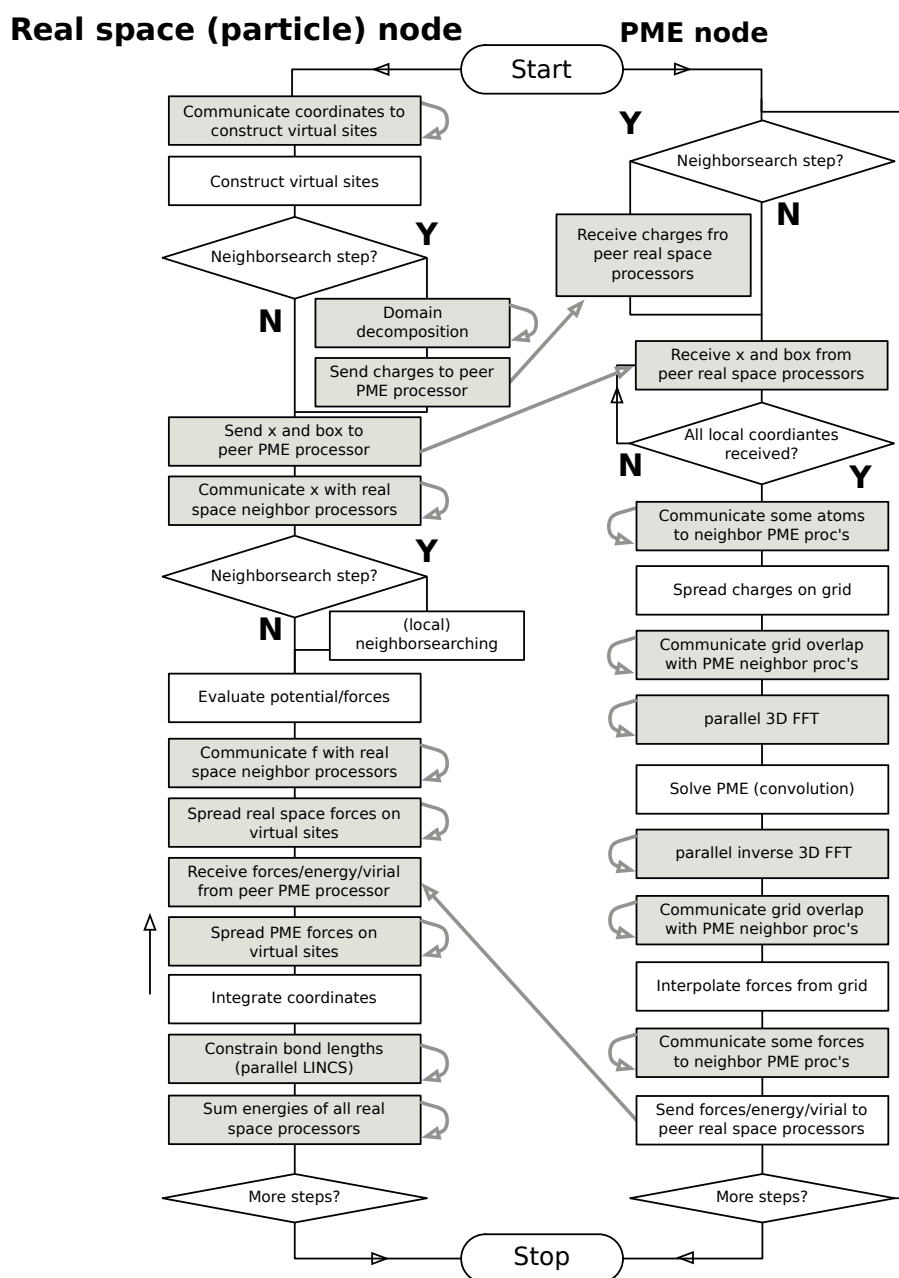 Real space (particle) node
PME node
Start
Communicate coordinates to
construct virtual sites
Construct virtual sites
Neighborsearch step?
Y
N
Domain
decomposition
Send charges to peer
PME processor
Send x and box to
peer PME processor
Communicate x with real
space neighbor processors
Neighborsearch step?
Y
N
(local)
neighborsearching
Evaluate potential/forces
Communicate f with real
space neighbor processors
Spread real space forces on
virtual sites
Receive forces/energy/virial
from peer PME processor
Spread PME forces on
virtual sites
Integrate coordinates
Constrain bond lengths
(parallel LINCS)
Sum energies of all real
space processors
More steps?
Y
Neighborsearch step?
N
Receive charges fro
peer real space
processors
Receive x and box from
peer real space processors
All local coordiantes
received?
N
Y
Communicate some atoms
to neighbor PME proc's
Spread charges on grid
Communicate grid overlap
with PME neighbor proc's
parallel 3D FFT
Solve PME (convolution)
parallel inverse 3D FFT
Communicate grid overlap
with PME neighbor proc's
Interpolate forces from grid
Communicate some forces
to neighbor PME proc's
Send forces/energy/virial to
peer real space processors
More steps?
Stop